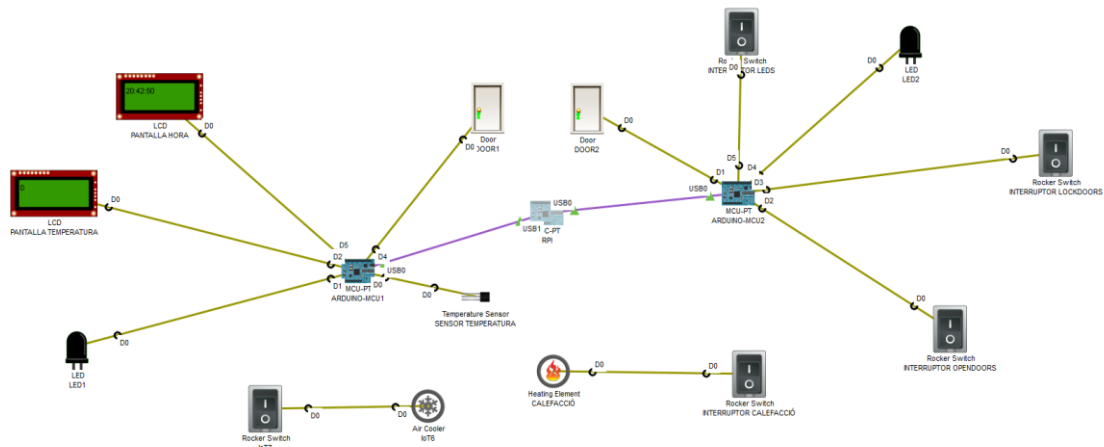 20:42:50
D0
LCD
PANTALLA HORA
0
D0
LCD
PANTALLA TEMPERATURA
D0
Door
DOOR1
D0
Door
DOOR2
D0
D0
INTER
TOR LEDS
D0
LED
LED2
D0
Rocker Switch
INTERRUPTOR LOCKDOORS
D1
D5
D4
D3
D2
USB0
MCU-PT
ARDUINO-MCU2
USB0
USB1
C-PT
RPI
D5
D2
D4
D1
D0
USB0
MCU-PT
ARDUINO-MCU1
D0
Temperature Sensor
SENSOR TEMPERATURA
D0
LED
LED1
D0
Rocker Switch
INTERRUPTOR OPENDOORS
D0
Heating Element
CALEFACCIÓ
D0
Rocker Switch
INTERRUPTOR CALEFACCIÓ
D0
Rocker Switch
D0
Air Cooler
IoT6